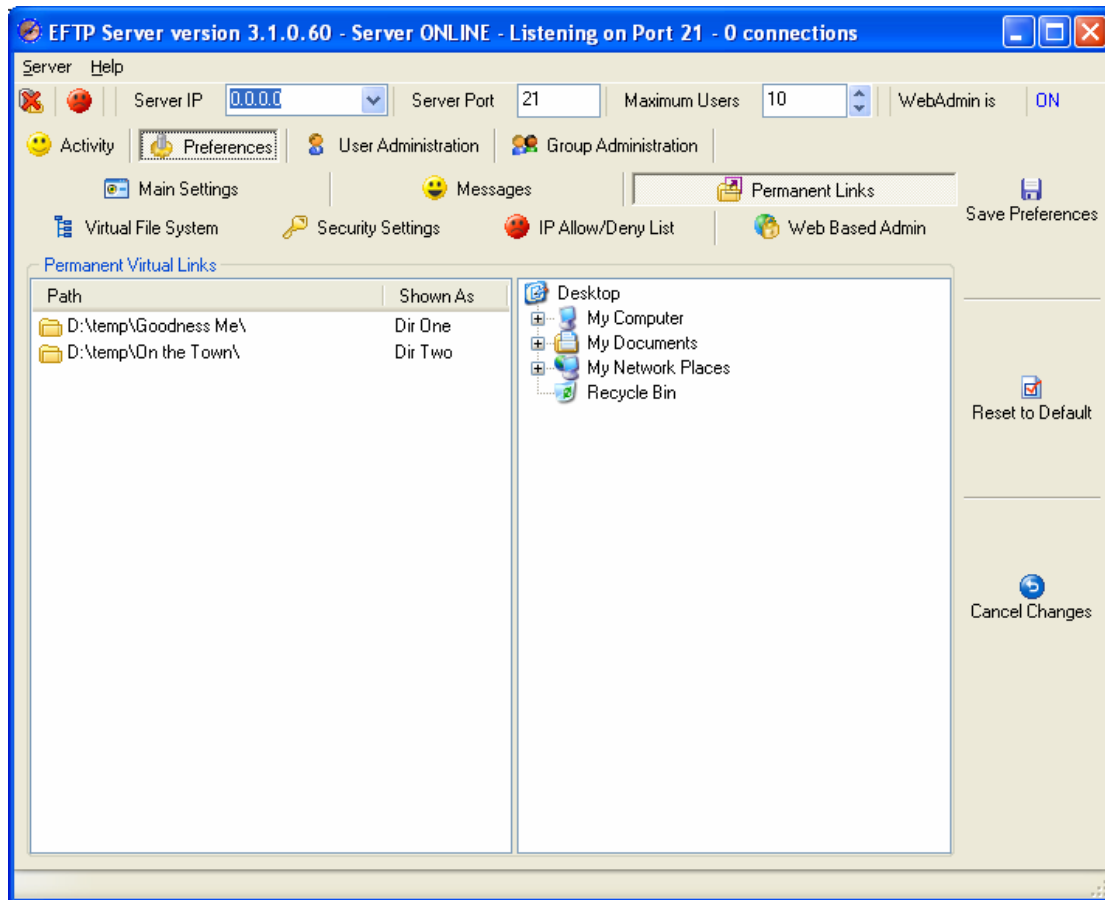 EFTP Server version 3.1.0.60 - Server ONLINE - Listening on Port 21 - 0 connections
Server Help
Server IP 0.0.0.0 Server Port 21 Maximum Users 10 WebAdmin is ON
Activity Preferences User Administration Group Administration
Main Settings Messages Permanent Links
Virtual File System Security Settings IP Allow/Deny List Web Based Admin
Save Preferences
Permanent Virtual Links
Path Shown As
D:\temp\Goodness Me\ Dir One
D:\temp\On the Town\ Dir Two
Desktop
My Computer
My Documents
My Network Places
Recycle Bin
Reset to Default
Cancel Changes